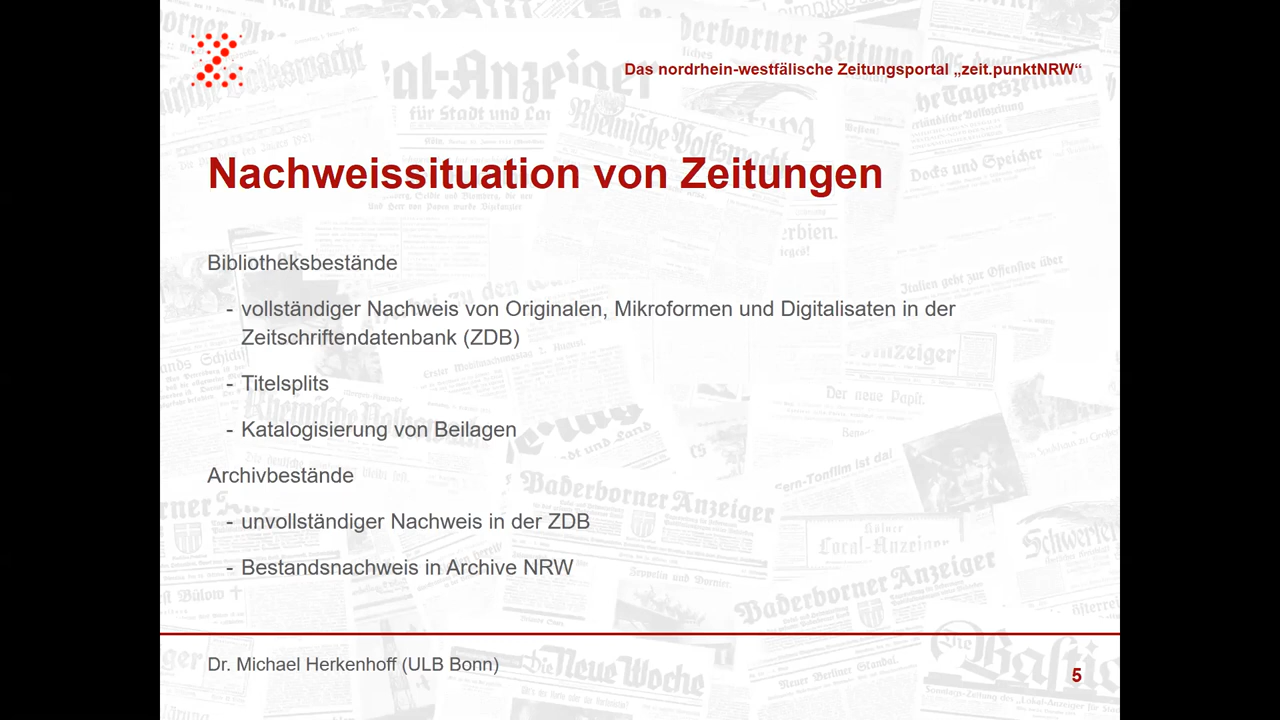 Das nordrhein-westfälische Zeitungsportal „zeit.punktNRW“
Nachweissituation von Zeitungen
Bibliotheksbestände
- vollständiger Nachweis von Originalen, Mikroformen und Digitalisaten in der
Zeitschriftendatenbank (ZDB)
- Titelsplits
- Katalogisierung von Beilagen
Archivbestände
- unvollständiger Nachweis in der ZDB
- Bestandsnachweis in Archive NRW
Dr. Michael Herkenhoff (ULB Bonn)
5